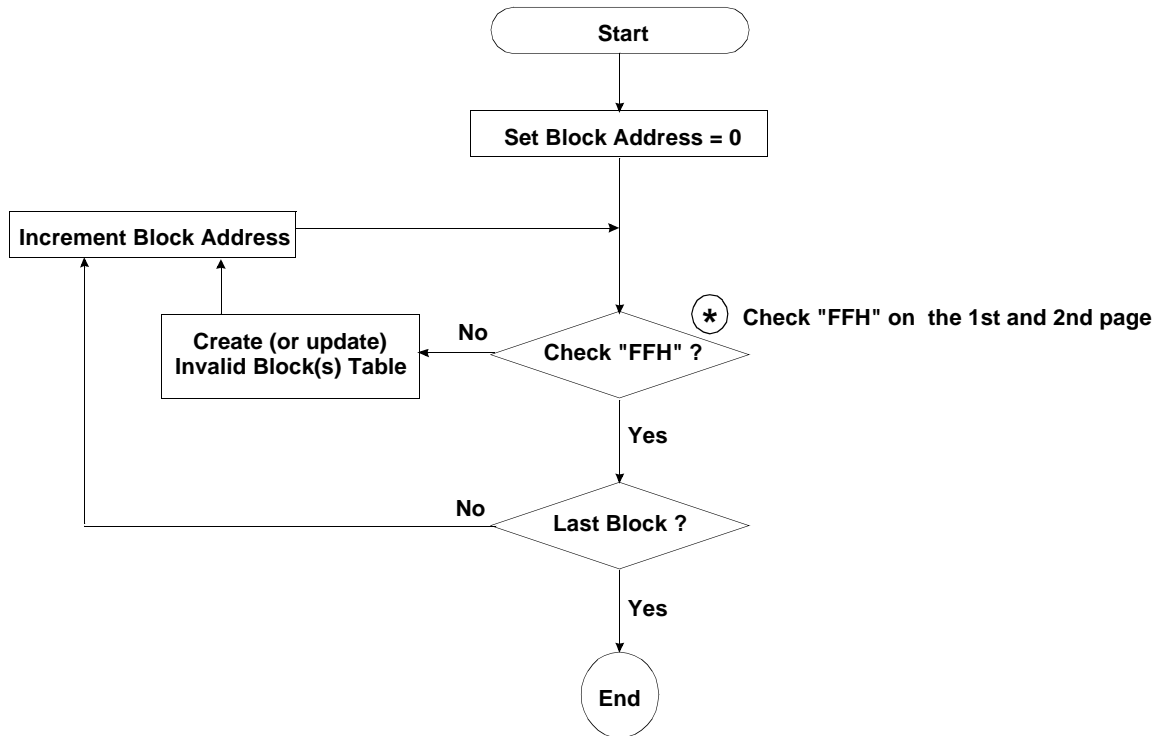 Start
Set Block Address = 0
Increment Block Address
* Check "FFH" on the 1st and 2nd page
No
Create (or update)
Invalid Block(s) Table
Check "FFH" ?
Yes
No
Last Block ?
Yes
End